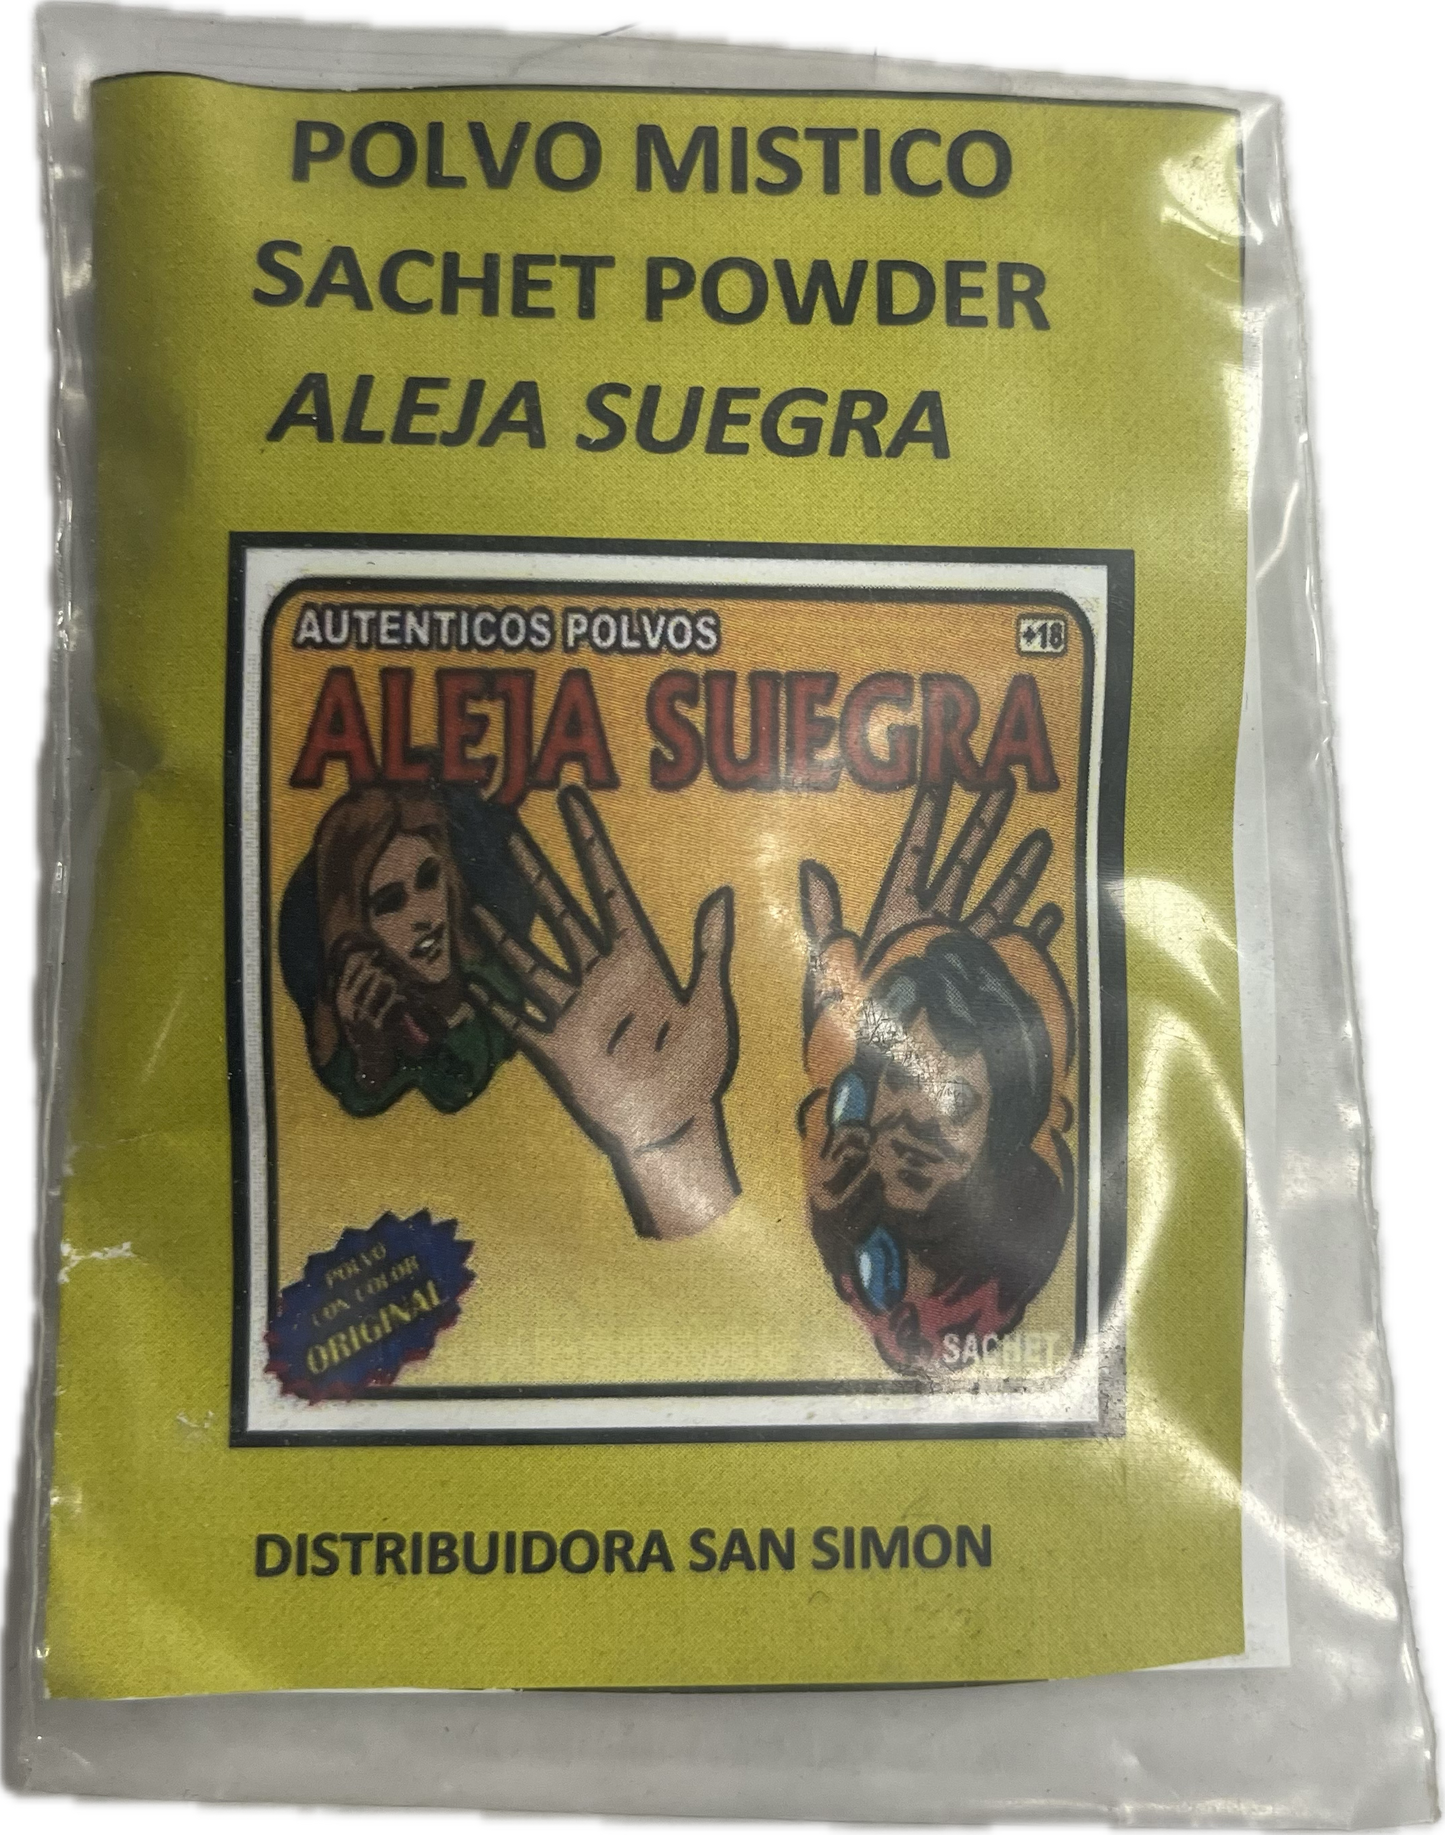 POLVO MISTICO
SACHET POWDER
ALEJA SUEGRA
AUTENTICOS POLVOS
+18
ALEJA SUEGRA
POLVO
CON COLOR
ORIGINAL
SACHET
DISTRIBUIDORA SAN SIMON